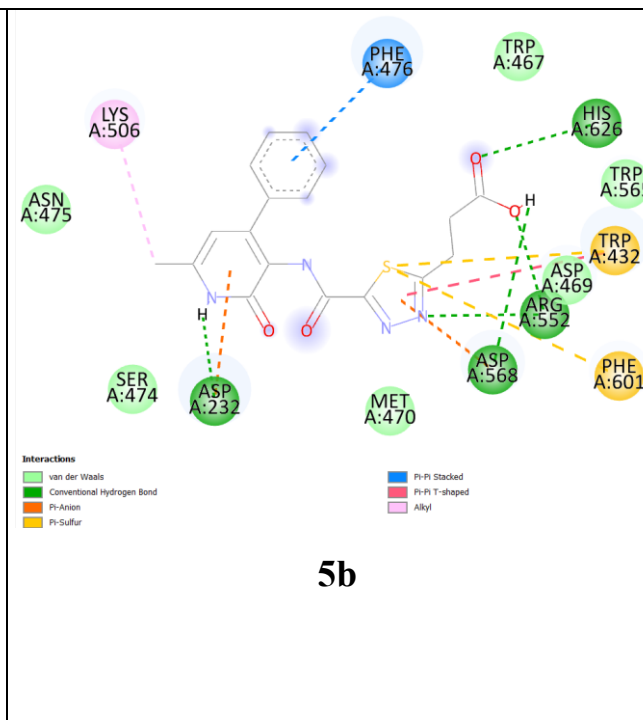 PHE
A:476
TRP
A:467
LYS
A:506
HIS
A:626
ASN
A:475
TRP
A:565
TRP
A:432
ASP
A:469
ARG
A:552
SER
A:474
ASP
A:232
MET
A:470
ASP
A:568
PHE
A:601
O
H
O
S
N
N
N
H
O
O
N
H
Interactions
van der Waals
Conventional Hydrogen Bond
Pi-Anion
Pi-Sulfur
Pi-Pi Stacked
Pi-Pi T-shaped
Alkyl
5b